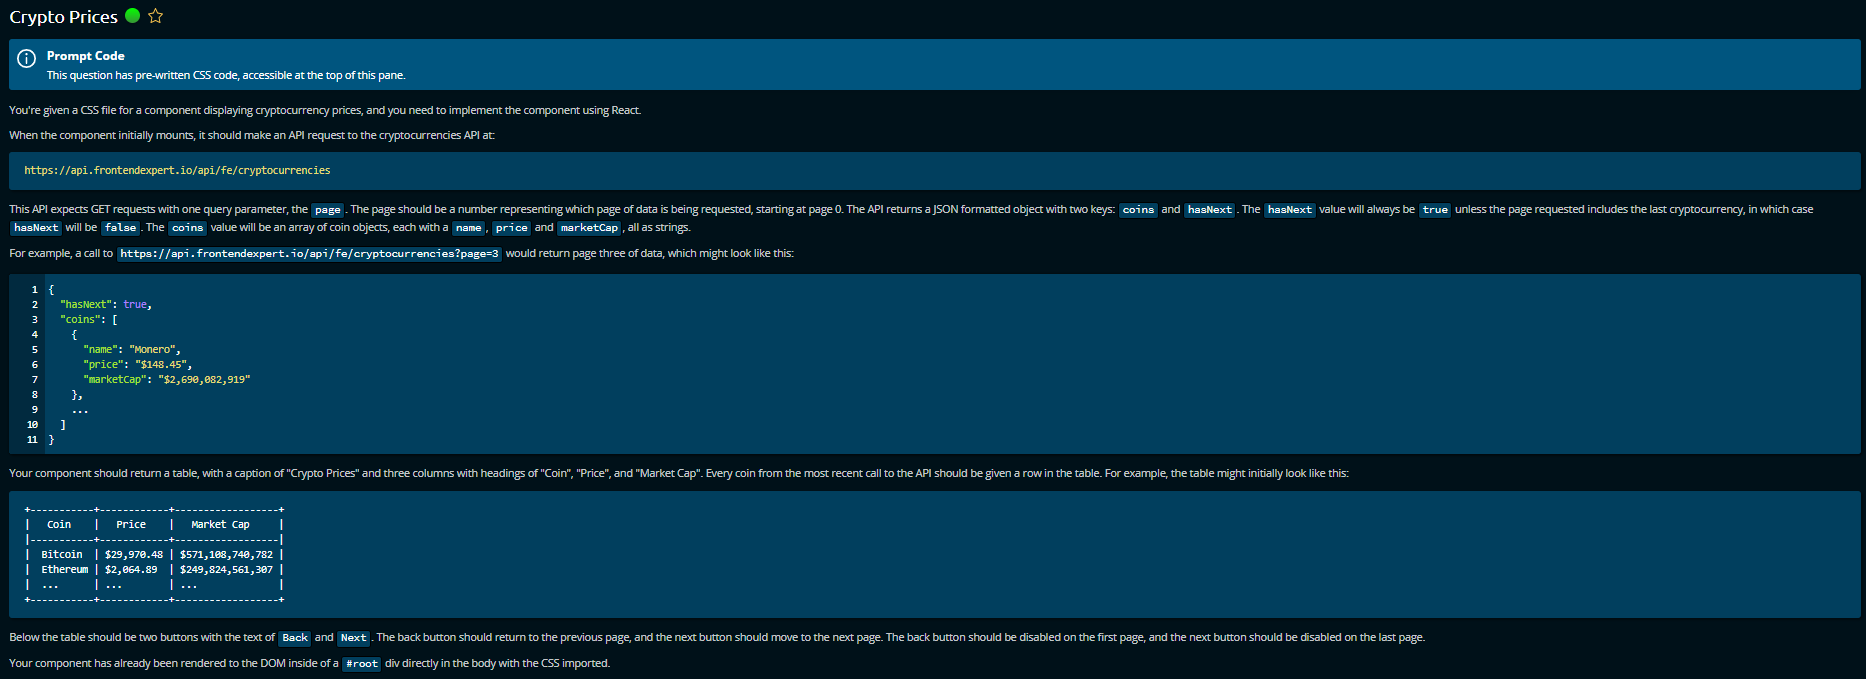 Crypto Prices
Prompt Code
This question has pre-written CSS code, accessible at the top of this pane.
You're given a CSS file for a component displaying cryptocurrency prices, and you need to implement the component using React.
When the component initially mounts, it should make an API request to the cryptocurrencies API at:
https://api.frontendexpert.io/api/fe/cryptocurrencies
This API expects GET requests with one query parameter, the page. The page should be a number representing which page of data is being requested, starting at page 0. The API returns a JSON formatted object with two keys: coins and hasNext. The hasNext value will always be true unless the page requested includes the last cryptocurrency, in which case
hasNext will be false. The coins value will be an array of coin objects, each with a name, price and marketCap, all as strings.
For example, a call to https://api.frontendexpert.io/api/fe/cryptocurrencies?page=3 would return page three of data, which might look like this:
1 {
2 "hasNext": true,
3 "coins": [
4 {
5 "name": "Monero",
6 "price": "$148.45",
7 "marketCap": "$2,690,082,919"
8 },
9 ...
10 ]
11 }
Your component should return a table, with a caption of "Crypto Prices" and three columns with headings of "Coin", "Price", and "Market Cap". Every coin from the most recent call to the API should be given a row in the table. For example, the table might initially look like this:
+-----------+------------+------------------+
| Coin | Price | Market Cap |
|-----------+------------+------------------|
| Bitcoin | $29,970.48 | $571,108,740,782 |
| Ethereum | $2,064.89 | $249,824,561,307 |
| ... | ... | ... |
+-----------+------------+------------------+
Below the table should be two buttons with the text of Back and Next. The back button should return to the previous page, and the next button should move to the next page. The back button should be disabled on the first page, and the next button should be disabled on the last page.
Your component has already been rendered to the DOM inside of a #root div directly in the body with the CSS imported.